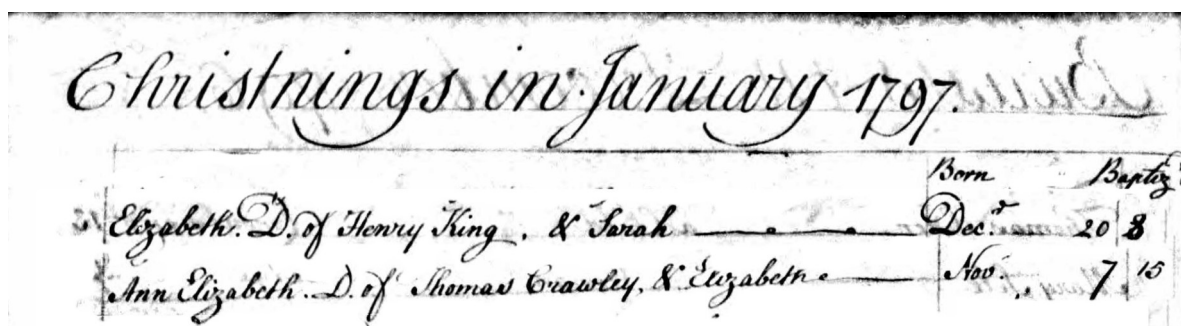 Christnings in January 1797.
Born Baptiz'd
Elizabeth. D. of Henry King, & Sarah Decr. 20 8
Ann Elizabeth. D. of Thomas Crawley, & Elizabeth Nov. 7 15